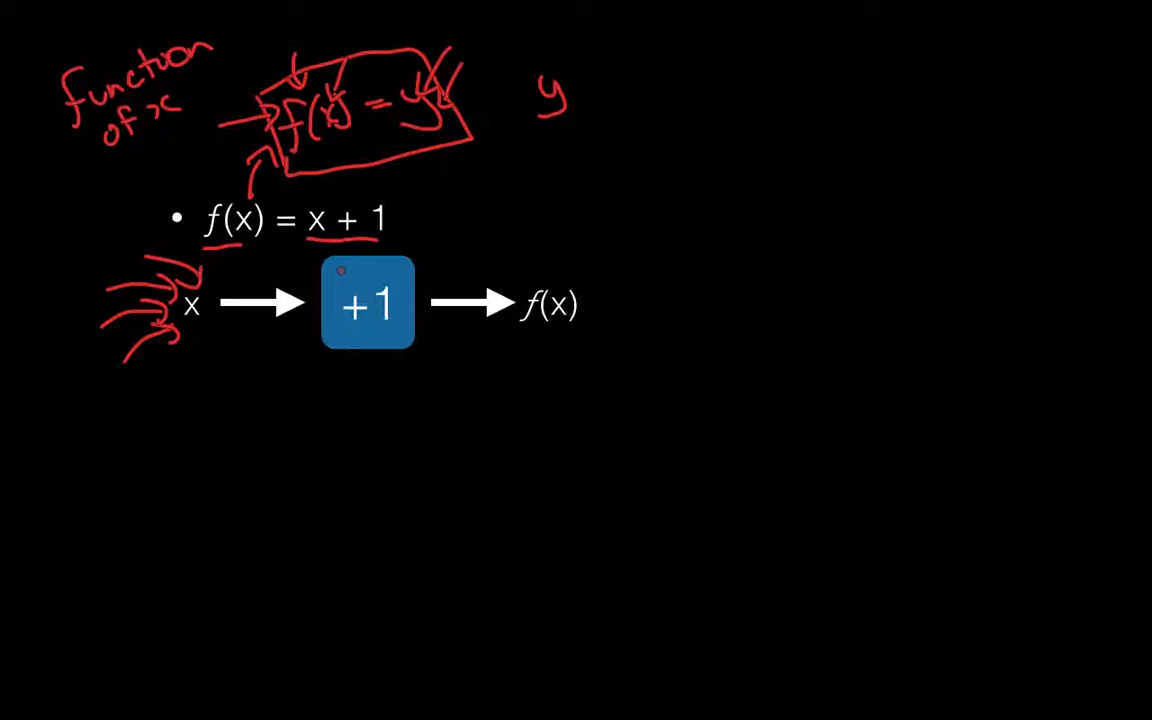 function
of x
f(x) = y
y
• f(x) = x + 1
x
+1
f(x)